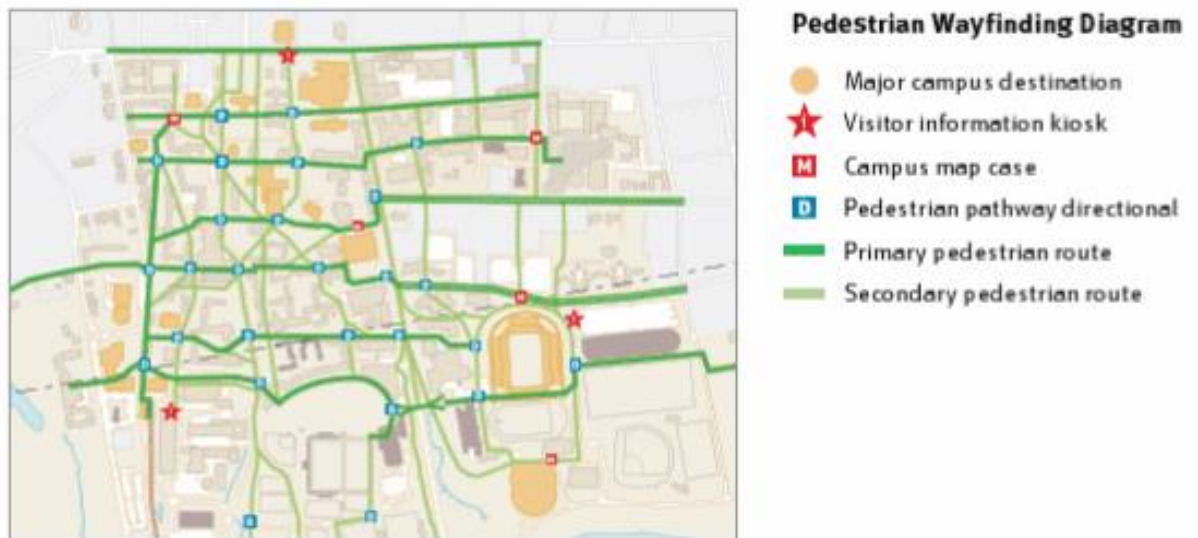 Pedestrian Wayfinding Diagram
Major campus destination
Visitor information kiosk
M Campus map case
D Pedestrian pathway directional
Primary pedestrian route
Secondary pedestrian route